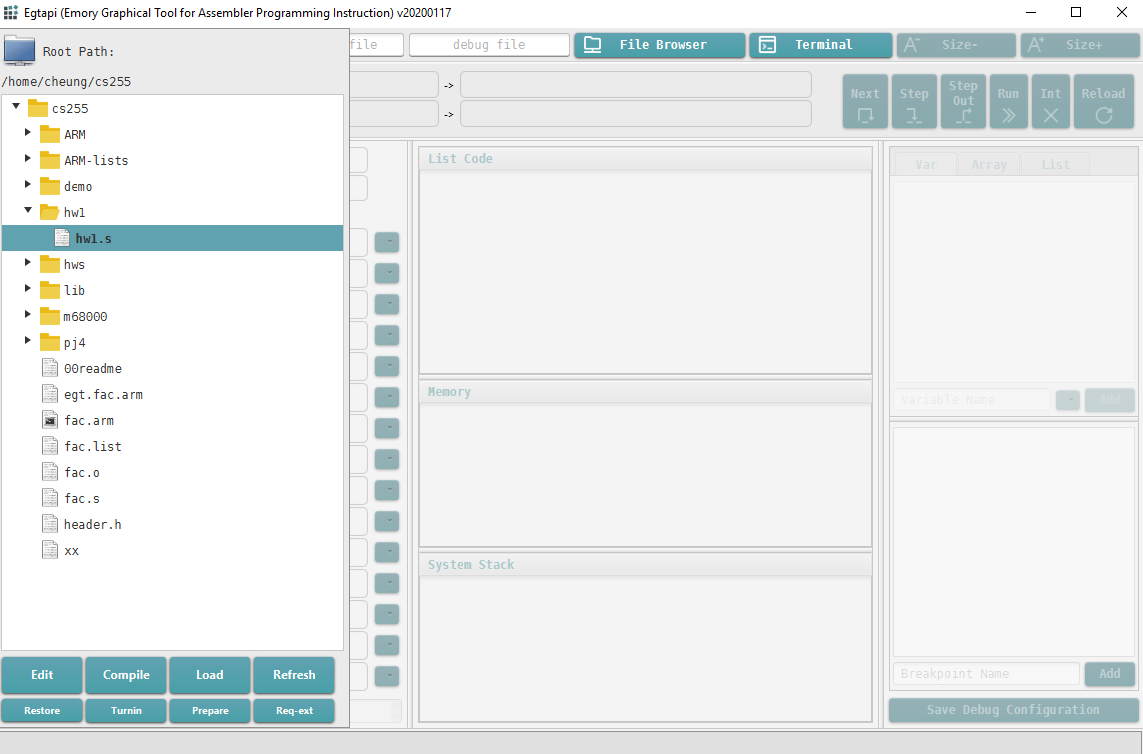 Egtapi (Emory Graphical Tool for Assembler Programming Instruction) v20200117
Root Path:
file
debug file
File Browser
Terminal
A- Size-
A+ Size+
/home/cheung/cs255
->
->
Next
Step
Step Out
Run
Int
Reload
cs255
ARM
ARM-lists
demo
hw1
hw1.s
hws
lib
m68000
pj4
00readme
egt.fac.arm
fac.arm
fac.list
fac.o
fac.s
header.h
xx
Edit
Compile
Load
Refresh
Restore
Turnin
Prepare
Req-ext
List Code
Memory
System Stack
Var
Array
List
Variable Name
Add
Breakpoint Name
Add
Save Debug Configuration